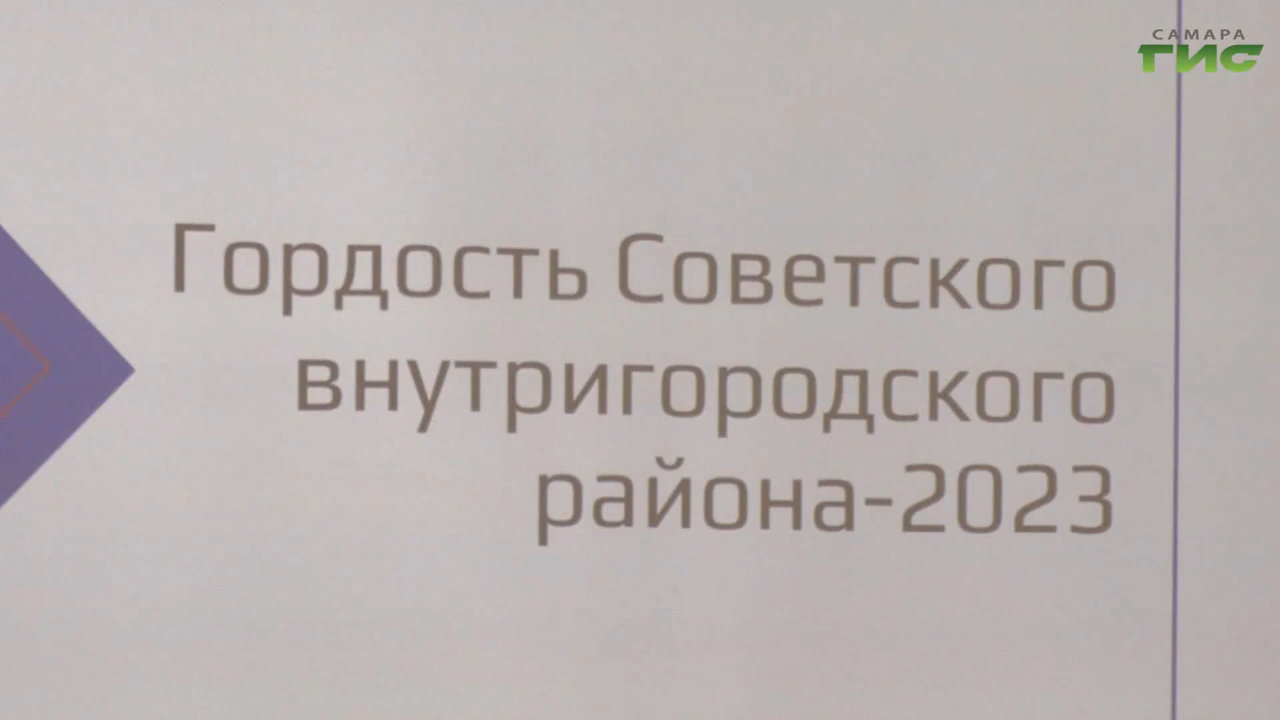 САМАРА
ГИС
Гордость Советского
внутригородского
района-2023